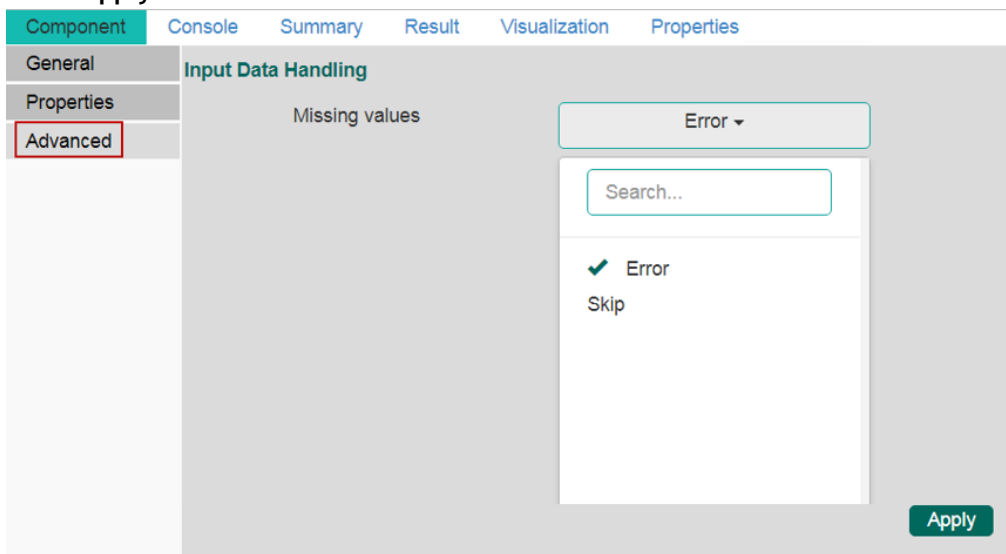 Component Console Summary Result Visualization Properties
General
Input Data Handling
Properties
Missing values
Error
Advanced
Search...
Error
Skip
Apply